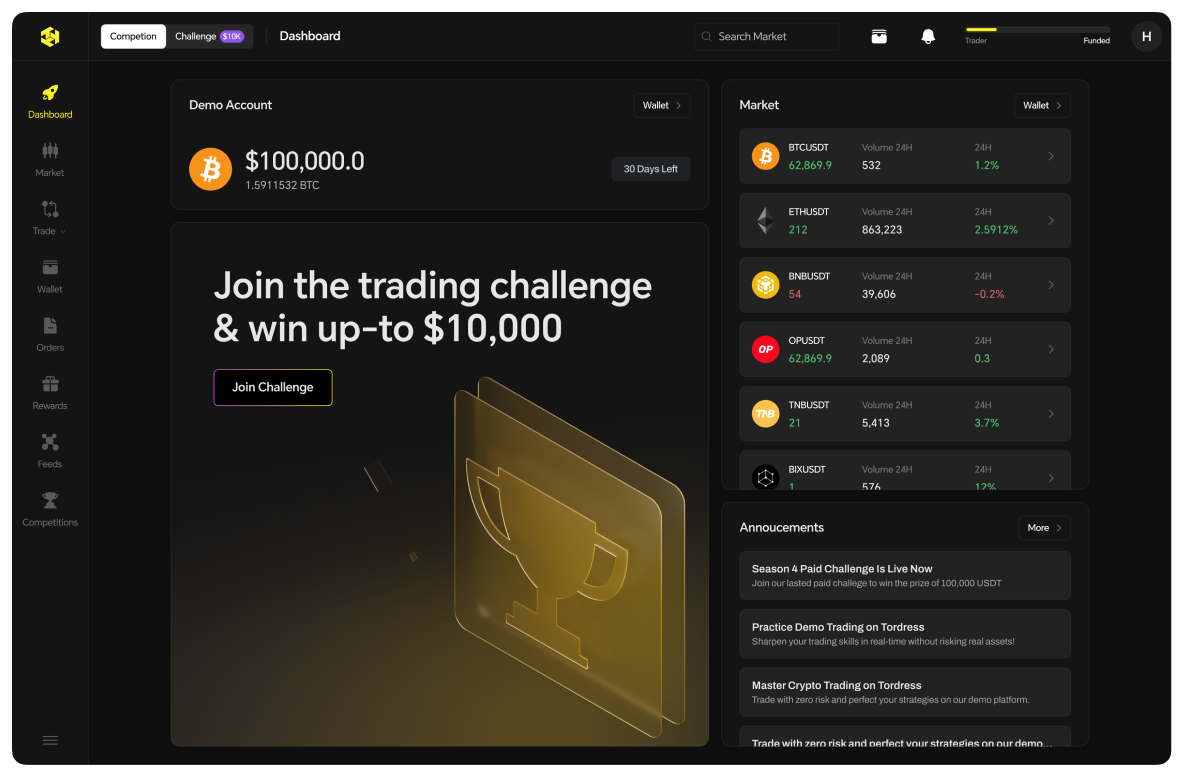 Competion
Challenge $10K
Dashboard
Search Market
Trader
Funded
H
Dashboard
Market
Trade
Wallet
Orders
Rewards
Feeds
Competitions
Demo Account
Wallet
$100,000.0
1.5911532 BTC
30 Days Left
Join the trading challenge
& win up-to $10,000
Join Challenge
Market
Wallet
BTCUSDT Volume 24H 24H
62,869.9 532 1.2%
ETHUSDT Volume 24H 24H
212 863,223 2.5912%
BNBUSDT Volume 24H 24H
54 39,606 -0.2%
OP
OPUSDT Volume 24H 24H
62,869.9 2,089 0.3
TNB
TNBUSDT Volume 24H 24H
21 5,413 3.7%
BIXUSDT Volume 24H 24H
1 576 12%
Annoucements
More
Season 4 Paid Challenge Is Live Now
Join our lasted paid challege to win the prize of 100,000 USDT
Practice Demo Trading on Tordress
Sharpen your trading skills in real-time without risking real assets!
Master Crypto Trading on Tordress
Trade with zero risk and perfect your strategies on our demo platform.
Trade with zero risk and perfect your strategies on our demo...